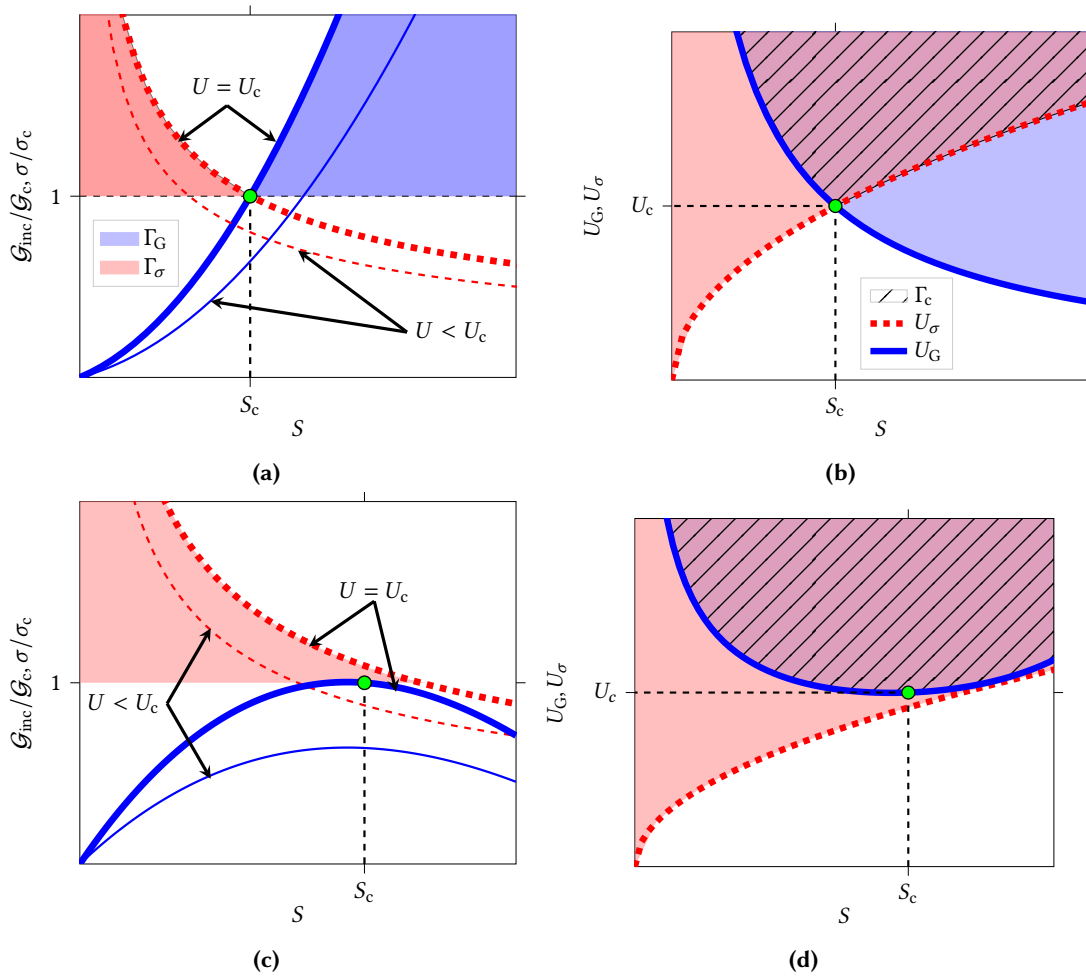 𝒢inc/𝒢c, σ/σc
1
U = Uc
ΓG
Γσ
U < Uc
Sc
S
(a)
UG, Uσ
Uc
Γc
Uσ
UG
Sc
S
(b)
𝒢inc/𝒢c, σ/σc
1
U = Uc
U < Uc
Sc
S
(c)
UG, Uσ
Uc
Sc
S
(d)